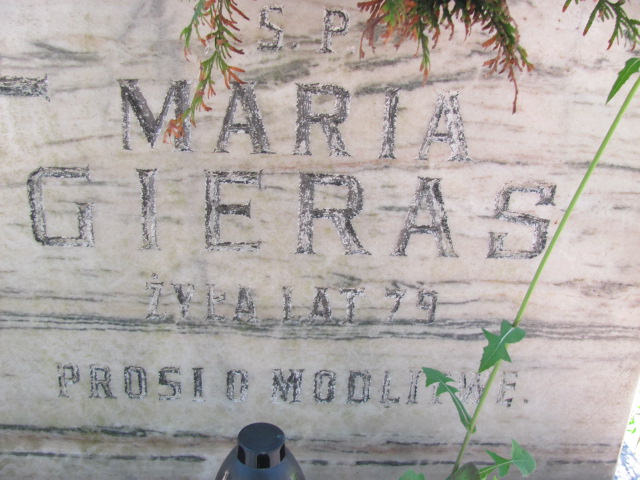 S.P.
MARIA
GIERAS
ŻYŁA LAT 79
PROSI O MODLITWĘ.